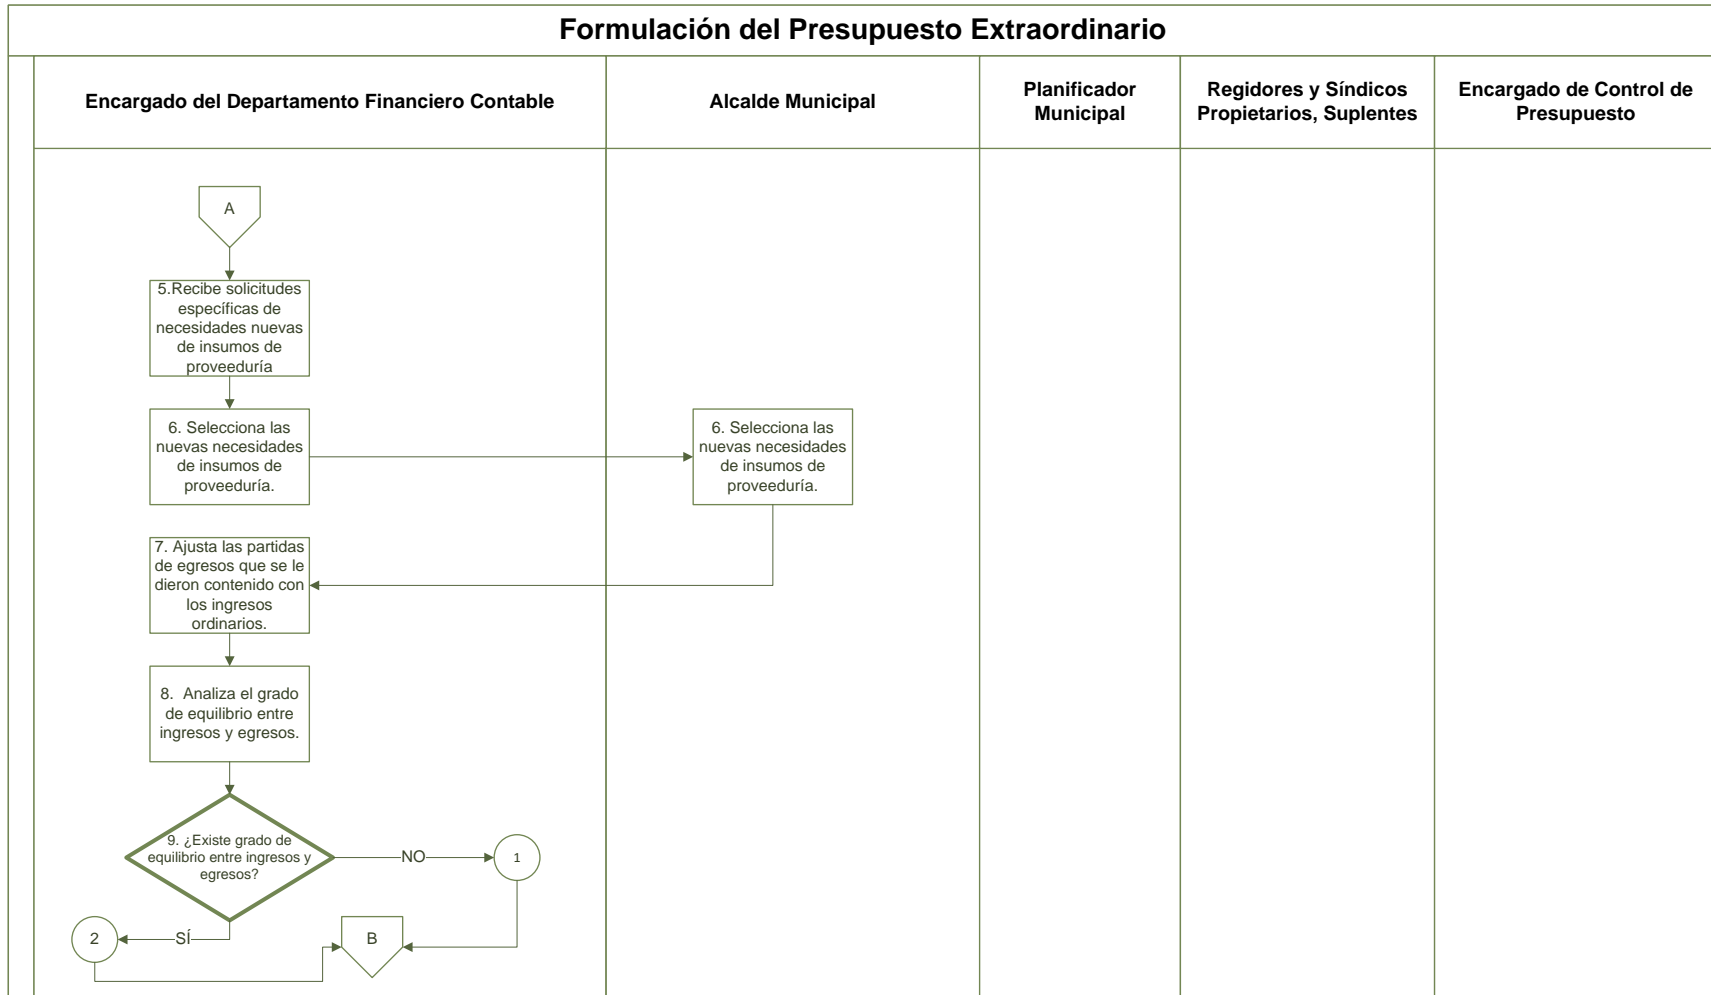 Formulación del Presupuesto Extraordinario
Encargado del Departamento Financiero Contable
Alcalde Municipal
Planificador
Municipal
Regidores y Síndicos
Propietarios, Suplentes
Encargado de Control de
Presupuesto
A
5.Recibe solicitudes
específicas de
necesidades nuevas
de insumos de
proveeduría
6. Selecciona las
nuevas necesidades
de insumos de
proveeduría.
6. Selecciona las
nuevas necesidades
de insumos de
proveeduría.
7. Ajusta las partidas
de egresos que se le
dieron contenido con
los ingresos
ordinarios.
8. Analiza el grado
de equilibrio entre
ingresos y egresos.
9. ¿Existe grado de
equilibrio entre ingresos y
egresos?
NO
1
2
SÍ
B